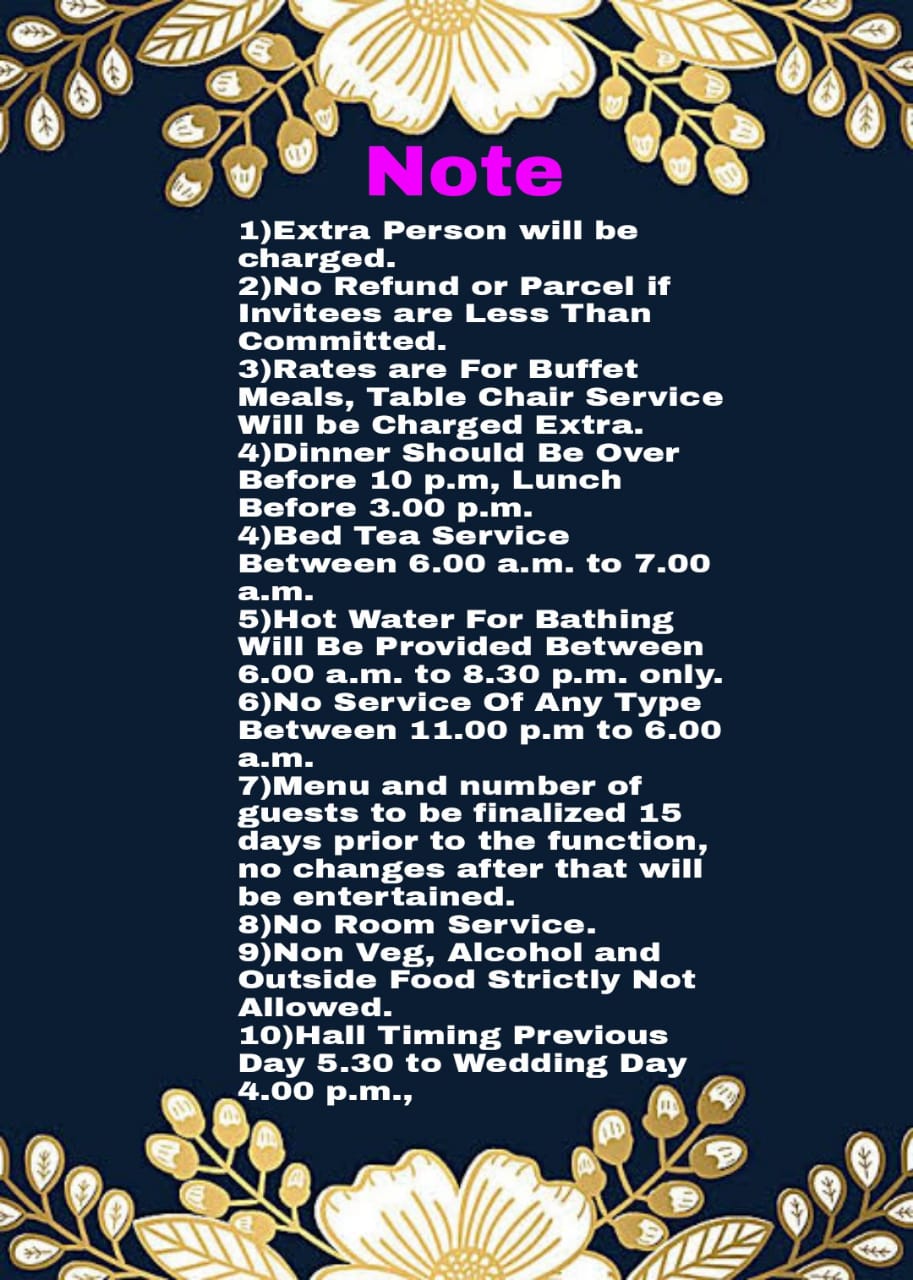 Note
1)Extra Person will be
charged.
2)No Refund or Parcel if
Invitees are Less Than
Committed.
3)Rates are For Buffet
Meals, Table Chair Service
Will be Charged Extra.
4)Dinner Should Be Over
Before 10 p.m, Lunch
Before 3.00 p.m.
4)Bed Tea Service
Between 6.00 a.m. to 7.00
a.m.
5)Hot Water For Bathing
Will Be Provided Between
6.00 a.m. to 8.30 p.m. only.
6)No Service Of Any Type
Between 11.00 p.m to 6.00
a.m.
7)Menu and number of
guests to be finalized 15
days prior to the function,
no changes after that will
be entertained.
8)No Room Service.
9)Non Veg, Alcohol and
Outside Food Strictly Not
Allowed.
10)Hall Timing Previous
Day 5.30 to Wedding Day
4.00 p.m.,